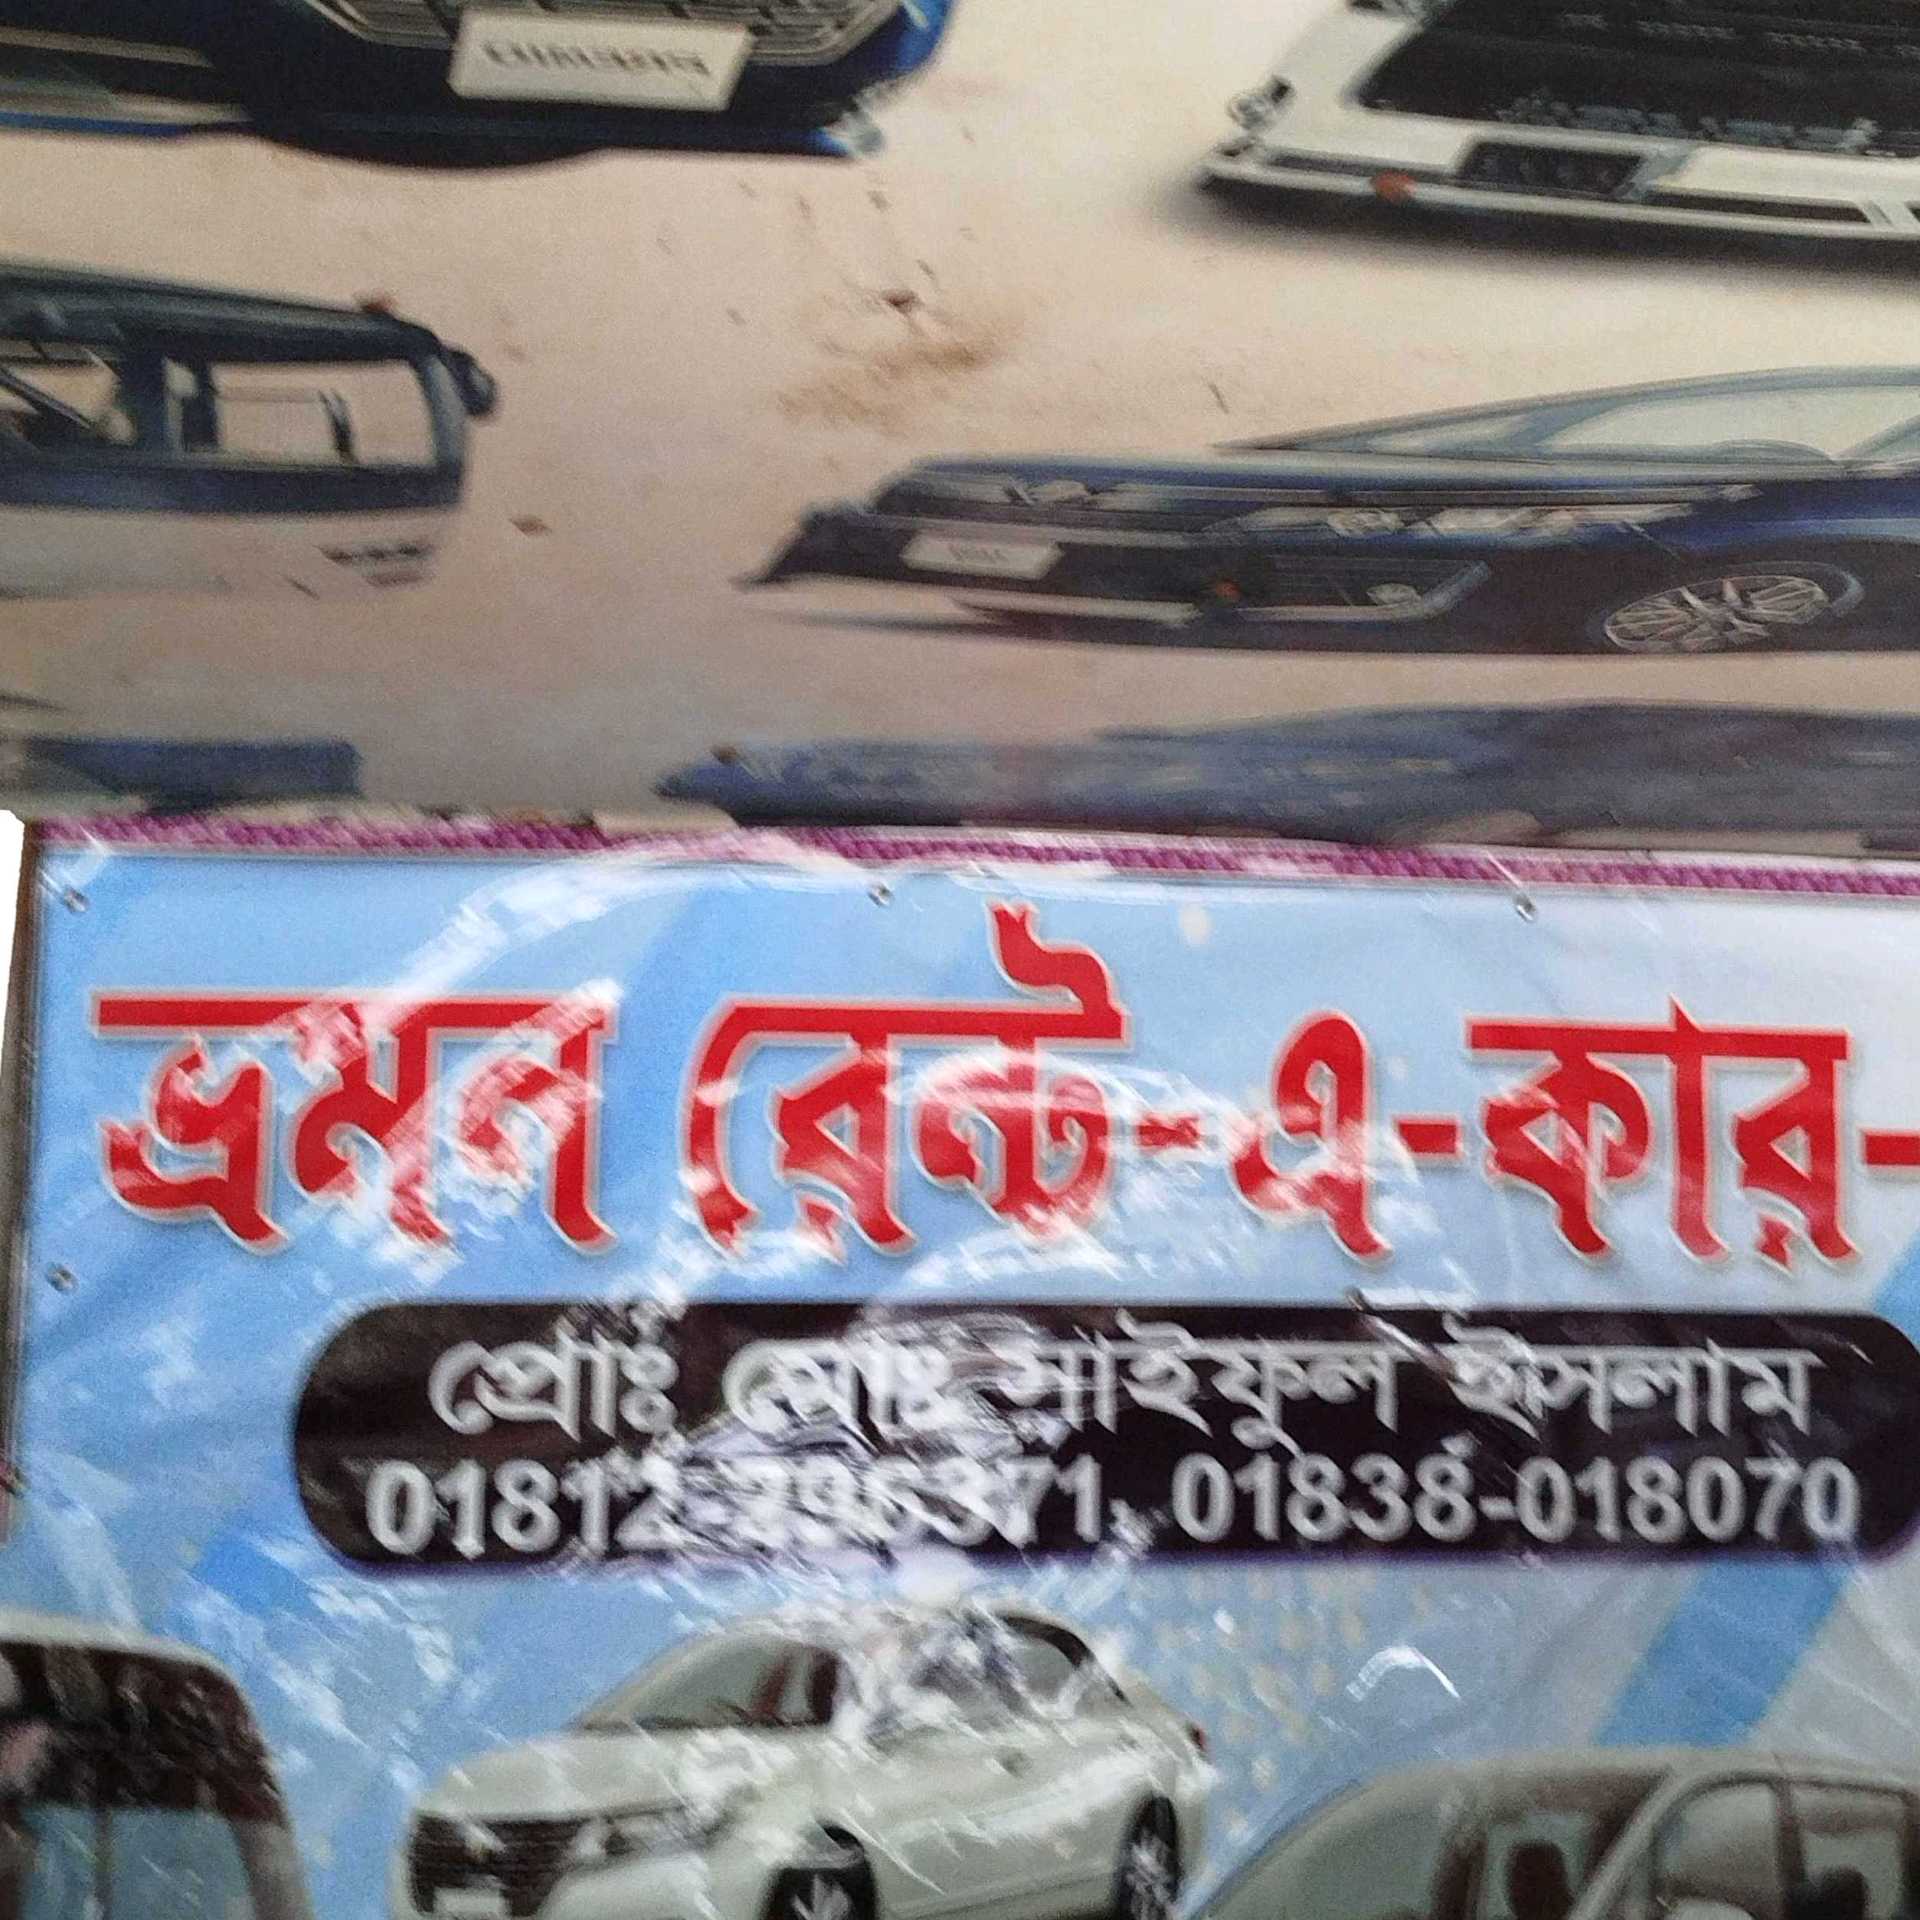 ভ্রমন রেন্ট-এ-কার-
প্রোঃ মোঃ সাইফুল ইসলাম
01838-018070